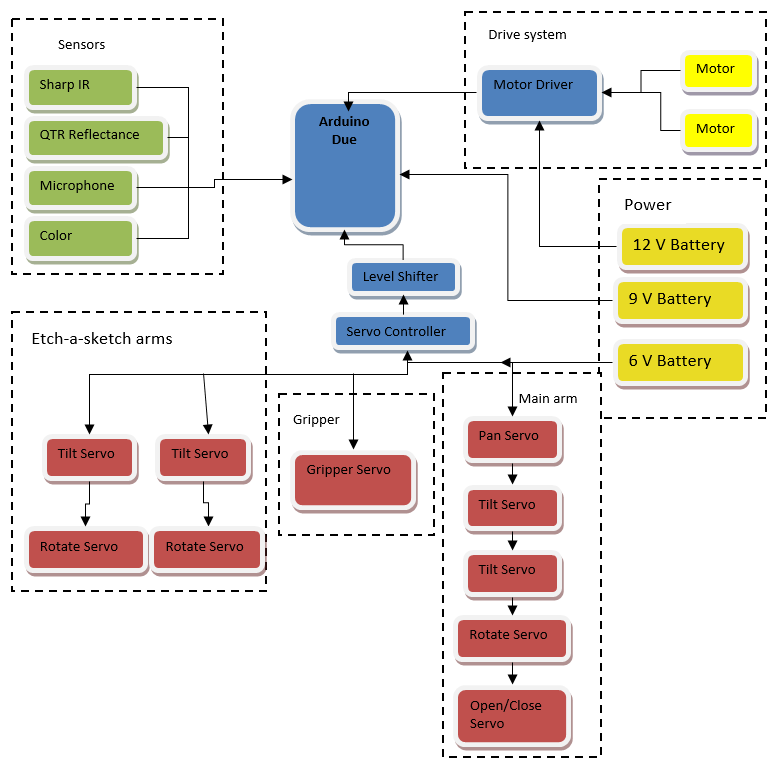 Sensors
Sharp IR
QTR Reflectance
Microphone
Color
Arduino
Due
Drive system
Motor Driver
Motor
Motor
Power
12 V Battery
9 V Battery
6 V Battery
Level Shifter
Servo Controller
Etch-a-sketch arms
Tilt Servo
Tilt Servo
Rotate Servo
Rotate Servo
Gripper
Gripper Servo
Main arm
Pan Servo
Tilt Servo
Tilt Servo
Rotate Servo
Open/Close
Servo